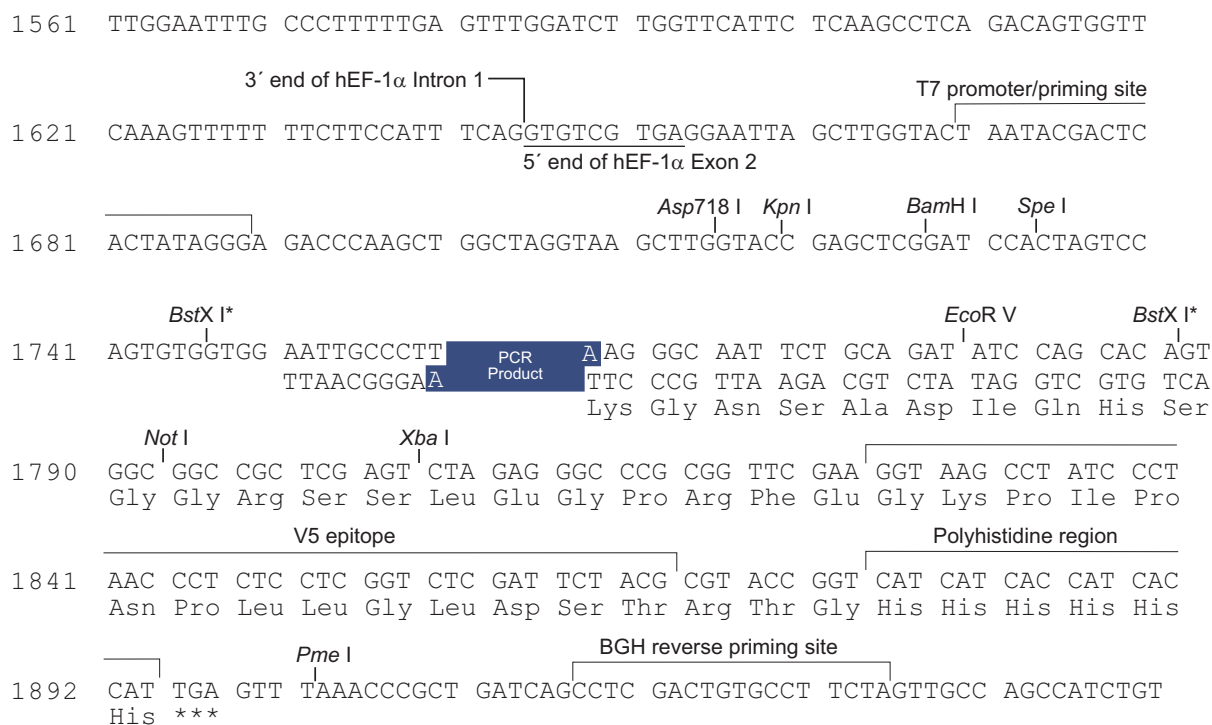 1561 TTGGAATTTG CCCTTTTTGA GTTTGGATCT TGGTTCATTC TCAAGCCTCA GACAGTGGTT
3´ end of hEF-1α Intron 1
T7 promoter/priming site
1621 CAAAGTTTTT TTCTTCCATT TCAGGTGTCG TGAGGAATTA GCTTGGTACT AATACGACTC
5´ end of hEF-1α Exon 2
Asp718 I Kpn I BamH I Spe I
1681 ACTATAGGGA GACCCAAGCT GGCTAGGTAA GCTTGGTACC GAGCTCGGAT CCACTAGTCC
BstX I* EcoR V BstX I*
1741 AGTGTGGTGG AATTGCCCTT PCR Product A AG GGC AAT TCT GCA GAT ATC CAG CAC AGT
TTAACGGGA A TTC CCG TTA AGA CGT CTA TAG GTC GTG TCA
Lys Gly Asn Ser Ala Asp Ile Gln His Ser
Not I Xba I
1790 GGC GGC CGC TCG AGT CTA GAG GGC CCG CGG TTC GAA GGT AAG CCT ATC CCT
Gly Gly Arg Ser Ser Leu Glu Gly Pro Arg Phe Glu Gly Lys Pro Ile Pro
V5 epitope Polyhistidine region
1841 AAC CCT CTC CTC GGT CTC GAT TCT ACG CGT ACC GGT CAT CAT CAC CAT CAC
Asn Pro Leu Leu Gly Leu Asp Ser Thr Arg Thr Gly His His His His His
Pme I BGH reverse priming site
1892 CAT TGA GTT TAAACCCGCT GATCAGCCTC GACTGTGCCT TCTAGTTGCC AGCCATCTGT
His ***